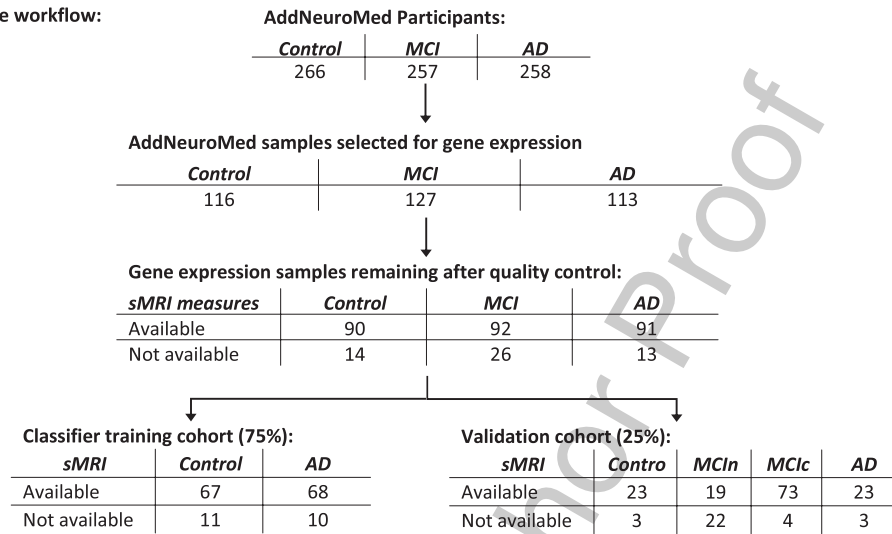 e workflow:
AddNeuroMed Participants:
Control MCI AD
266 257 258
AddNeuroMed samples selected for gene expression
Control MCI AD
116 127 113
Gene expression samples remaining after quality control:
sMRI measures Control MCI AD
Available 90 92 91
Not available 14 26 13
Classifier training cohort (75%):
sMRI Control AD
Available 67 68
Not available 11 10
Validation cohort (25%):
sMRI Contro MCIn MCIc AD
Available 23 19 73 23
Not available 3 22 4 3
hor Proof